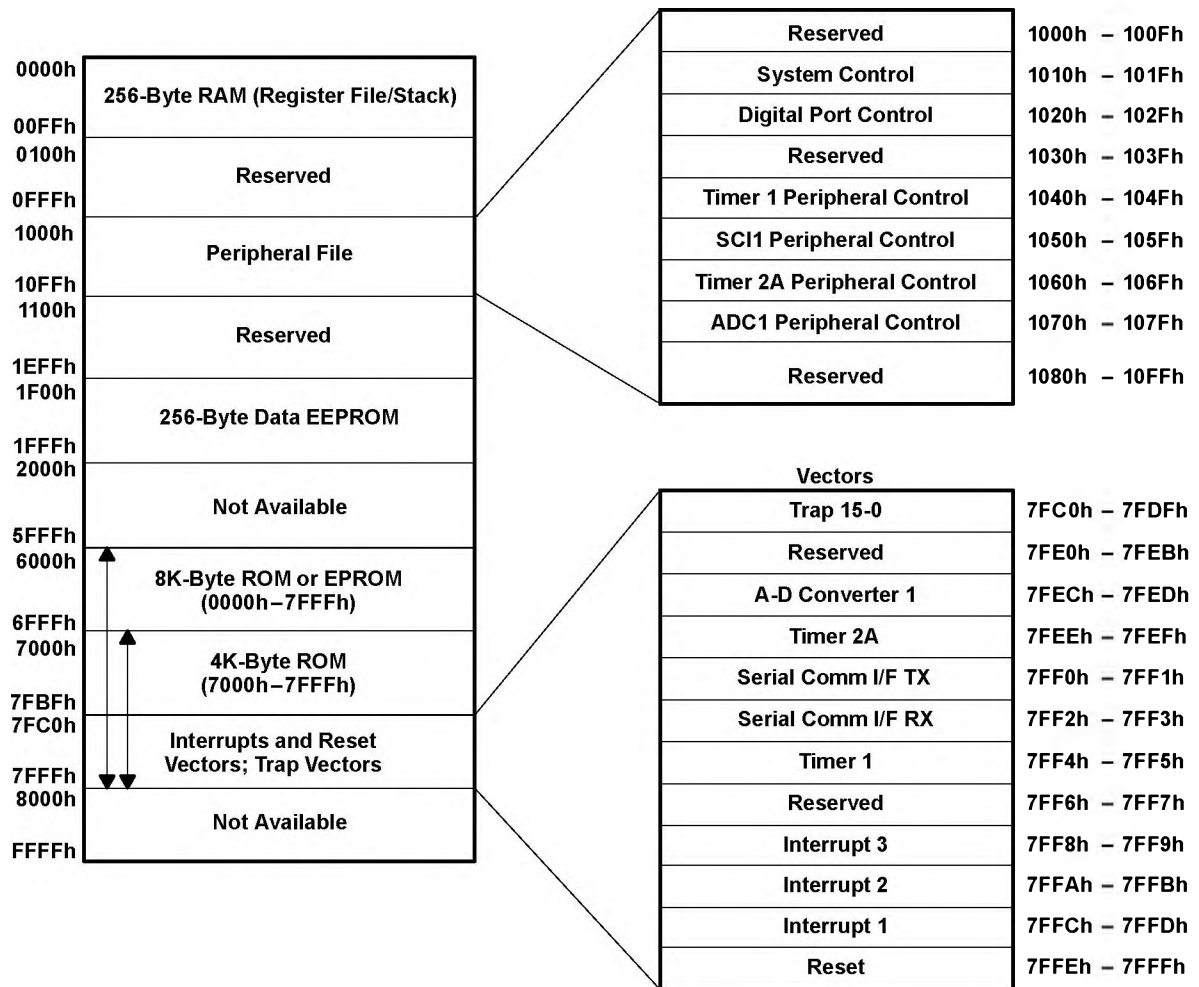 0000h
256-Byte RAM (Register File/Stack)
00FFh
0100h
Reserved
0FFFh
1000h
Peripheral File
10FFh
1100h
Reserved
1EFFh
1F00h
256-Byte Data EEPROM
1FFFh
2000h
Not Available
5FFFh
6000h
8K-Byte ROM or EPROM
(0000h–7FFFh)
6FFFh
7000h
4K-Byte ROM
(7000h–7FFFh)
7FBFh
7FC0h
Interrupts and Reset
Vectors; Trap Vectors
7FFFh
8000h
Not Available
FFFFh
Reserved 1000h – 100Fh
System Control 1010h – 101Fh
Digital Port Control 1020h – 102Fh
Reserved 1030h – 103Fh
Timer 1 Peripheral Control 1040h – 104Fh
SCI1 Peripheral Control 1050h – 105Fh
Timer 2A Peripheral Control 1060h – 106Fh
ADC1 Peripheral Control 1070h – 107Fh
Reserved 1080h – 10FFh
Vectors
Trap 15-0 7FC0h – 7FDFh
Reserved 7FE0h – 7FEBh
A-D Converter 1 7FECh – 7FEDh
Timer 2A 7FEEh – 7FEFh
Serial Comm I/F TX 7FF0h – 7FF1h
Serial Comm I/F RX 7FF2h – 7FF3h
Timer 1 7FF4h – 7FF5h
Reserved 7FF6h – 7FF7h
Interrupt 3 7FF8h – 7FF9h
Interrupt 2 7FFAh – 7FFBh
Interrupt 1 7FFCh – 7FFDh
Reset 7FFEh – 7FFFh